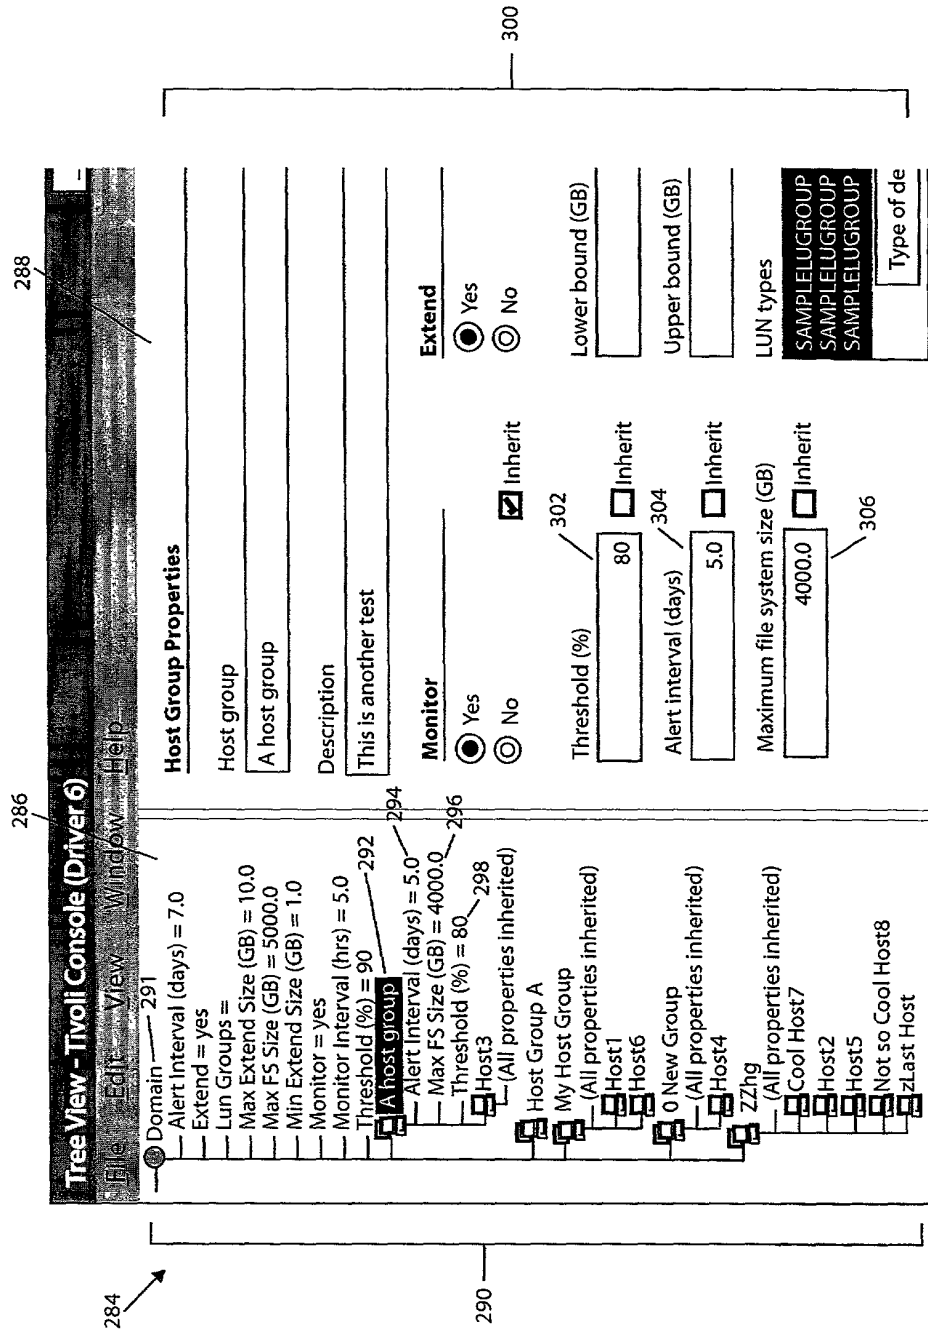 Tree View - Tivoli Console (Driver 6)
File Edit View Window Help
284
286
288
290
291
Domain
Alert Interval (days) = 7.0
Extend = yes
Lun Groups =
Max Extend Size (GB) = 10.0
Max FS Size (GB) = 5000.0
Min Extend Size (GB) = 1.0
Monitor = yes
Monitor Interval (hrs) = 5.0
Threshold (%) = 90
A host group
292
Alert Interval (days) = 5.0
294
Max FS Size (GB) = 4000.0
296
Threshold (%) = 80
298
Host3
(All properties inherited)
Host Group A
My Host Group
(All properties inherited)
Host1
Host6
0 New Group
(All properties inherited)
Host4
ZZhg
(All properties inherited)
Cool Host7
Host2
Host5
Not so Cool Host8
zLast Host
Host Group Properties
Host group
A host group
Description
This is another test
Monitor
Yes
No
Inherit
Extend
Yes
No
302
Threshold (%)
80
Inherit
304
Alert interval (days)
5.0
Inherit
Maximum file system size (GB)
4000.0
Inherit
306
Lower bound (GB)
Upper bound (GB)
LUN types
SAMPLELUGROUP
SAMPLELUGROUP
SAMPLELUGROUP
Type of de
300